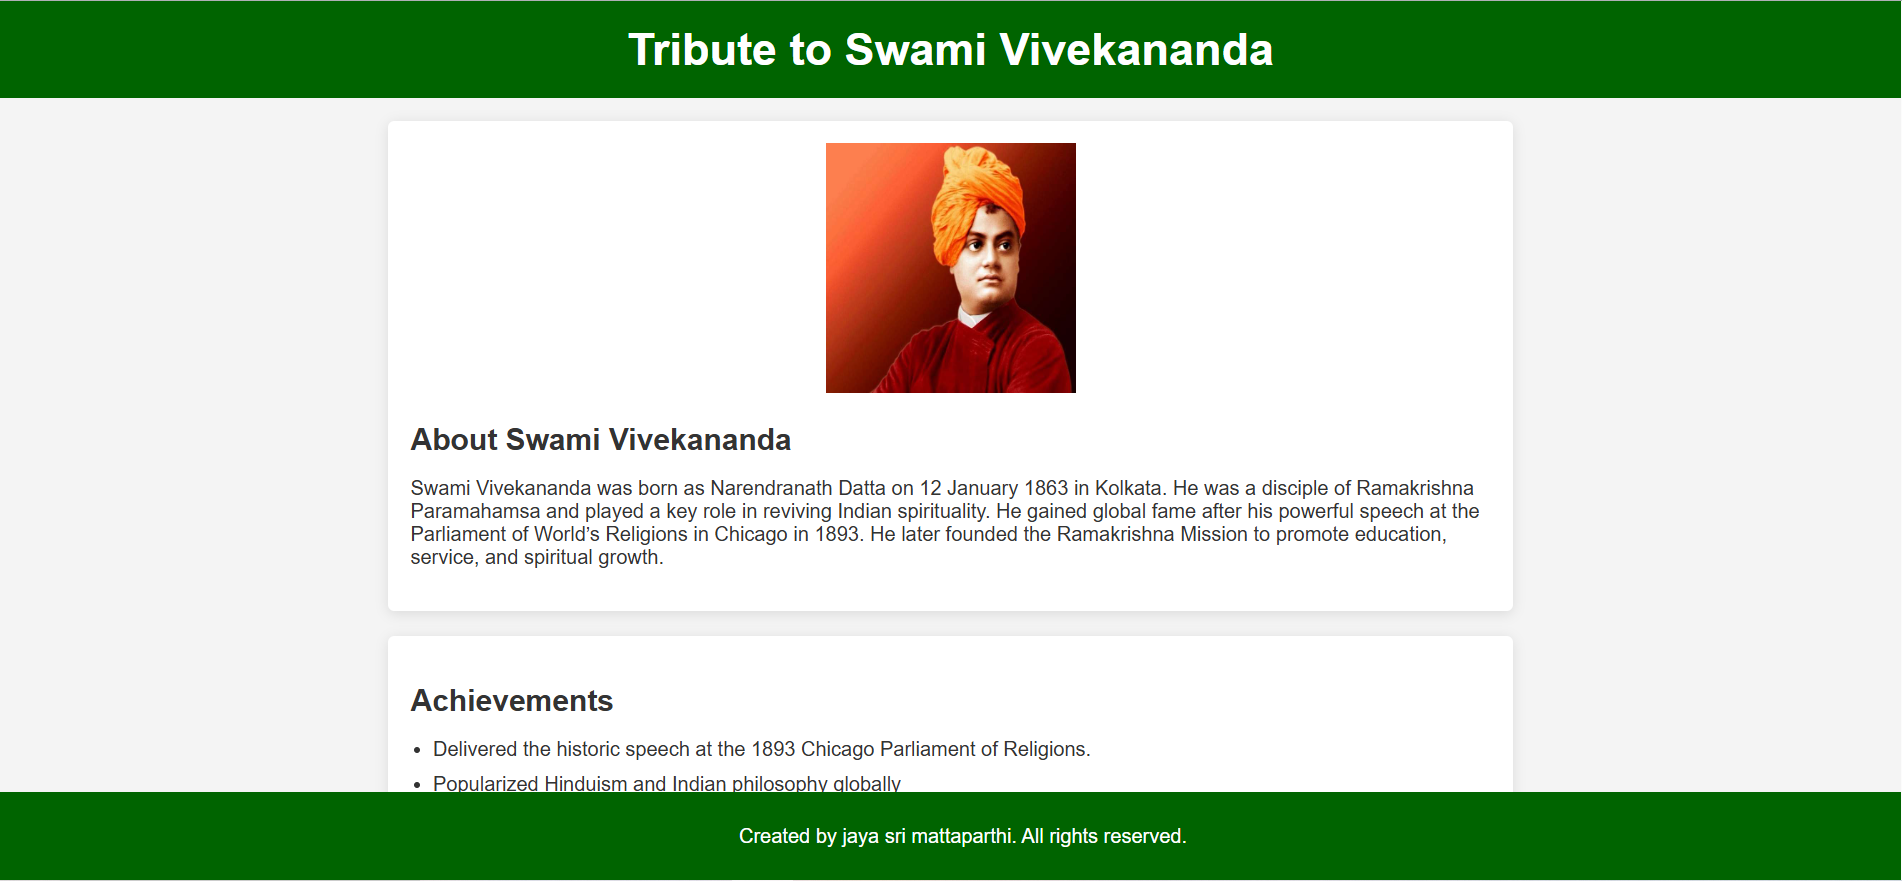 Tribute to Swami Vivekananda
About Swami Vivekananda
Swami Vivekananda was born as Narendranath Datta on 12 January 1863 in Kolkata. He was a disciple of Ramakrishna
Paramahamsa and played a key role in reviving Indian spirituality. He gained global fame after his powerful speech at the
Parliament of World’s Religions in Chicago in 1893. He later founded the Ramakrishna Mission to promote education,
service, and spiritual growth.
Achievements
• Delivered the historic speech at the 1893 Chicago Parliament of Religions.
• Popularized Hinduism and Indian philosophy globally
Created by jaya sri mattaparthi. All rights reserved.